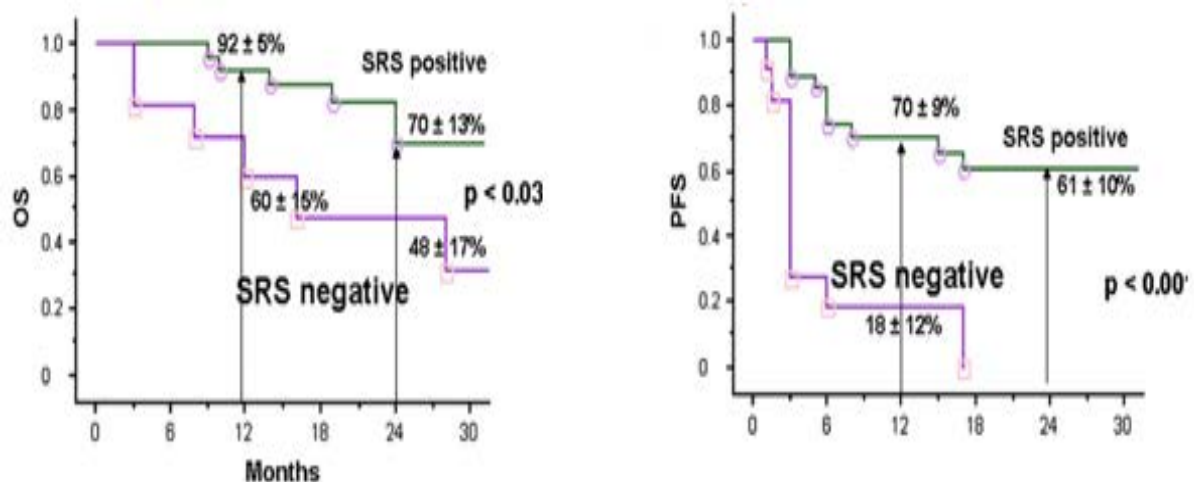 1.0
0.8
0.6
0.4
0.2
0
OS
92 ± 5%
SRS positive
70 ± 13%
p < 0.03
60 ± 15%
48 ± 17%
SRS negative
0 6 12 18 24 30
Months
1.0
0.8
0.6
0.4
0.2
0
PFS
70 ± 9%
SRS positive
61 ± 10%
SRS negative
p < 0.00
18 ± 12%
0 6 12 18 24 30